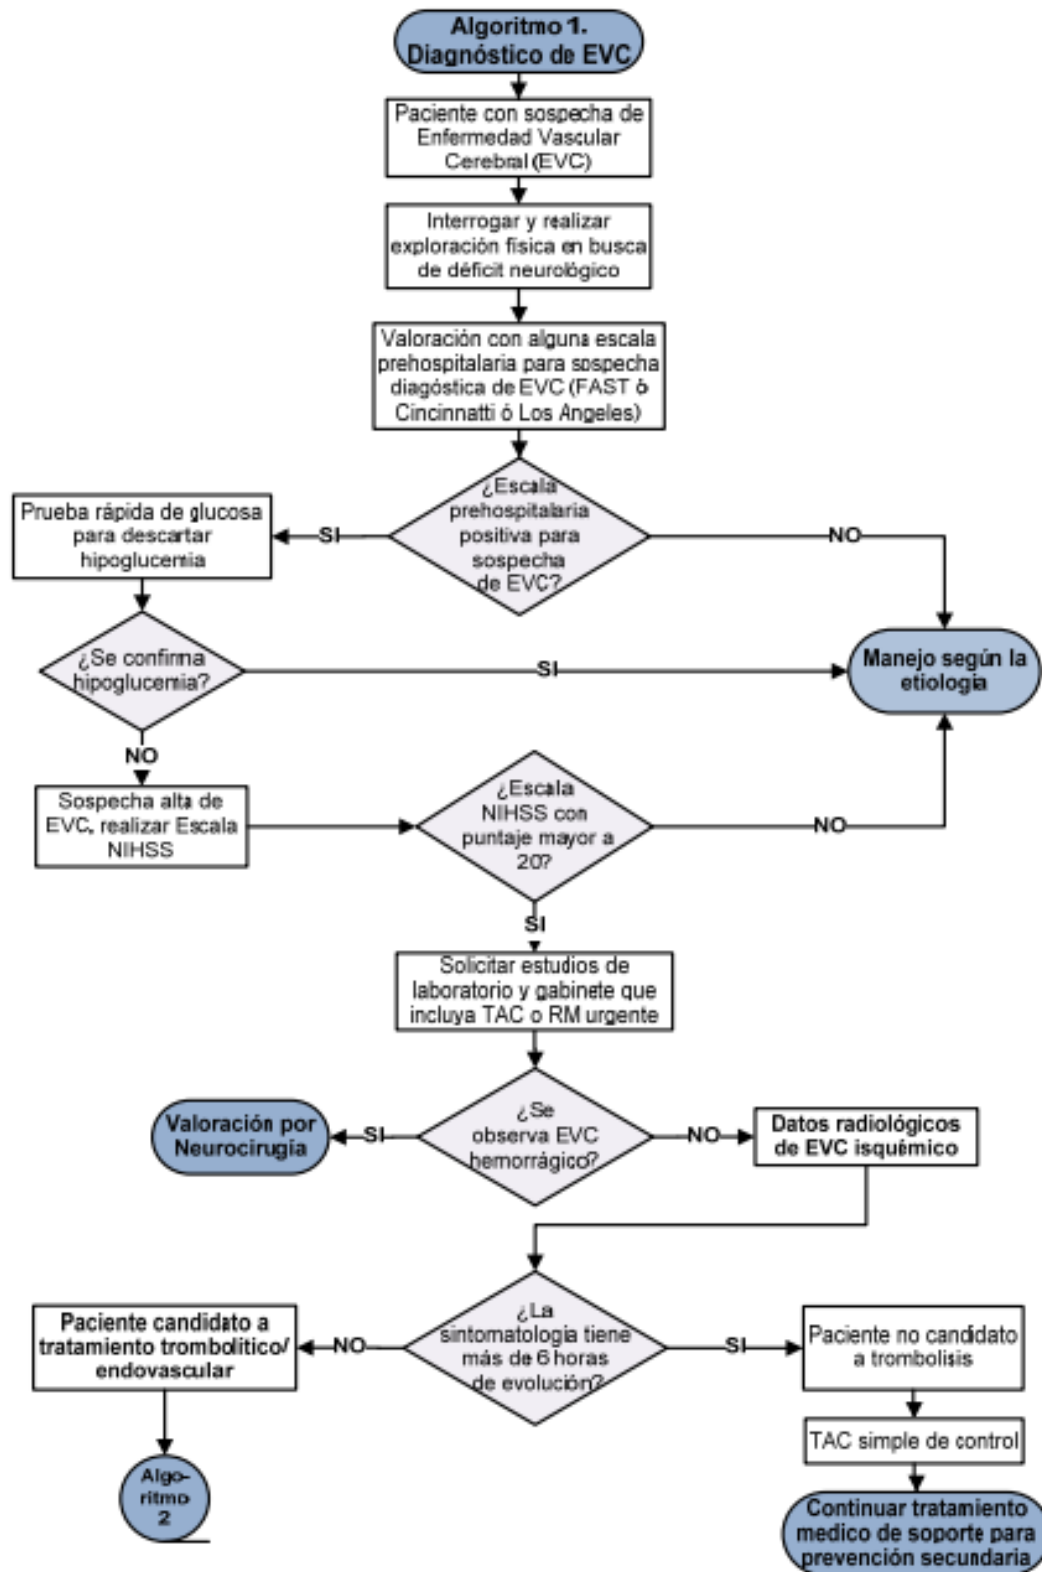 Algoritmo 1.
Diagnóstico de EVC
Paciente con sospecha de
Enfermedad Vascular
Cerebral (EVC)
Interrogar y realizar
exploración física en busca
de déficit neurológico
Valoración con alguna escala
prehospitalaria para sospecha
diagóstica de EVC (FAST ó
Cincinnatti ó Los Angeles)
¿Escala
prehospitalaria
positiva para
sospecha
de EVC?
SI
NO
Prueba rápida de glucosa
para descartar
hipoglucemia
¿Se confirma
hipoglucemia?
SI
Manejo según la
etiología
NO
Sospecha alta de
EVC, realizar Escala
NIHSS
¿Escala
NIHSS con
puntaje mayor a
20?
NO
SI
Solicitar estudios de
laboratorio y gabinete que
incluya TAC o RM urgente
¿Se
observa EVC
hemorrágico?
SI
Valoración por
Neurocirugía
NO
Datos radiológicos
de EVC isquémico
¿La
sintomatología tiene
más de 6 horas
de evolución?
NO
Paciente candidato a
tratamiento trombolítico/
endovascular
Algo-
ritmo
2
SI
Paciente no candidato
a trombolisis
TAC simple de control
Continuar tratamiento
medico de soporte para
prevención secundaria